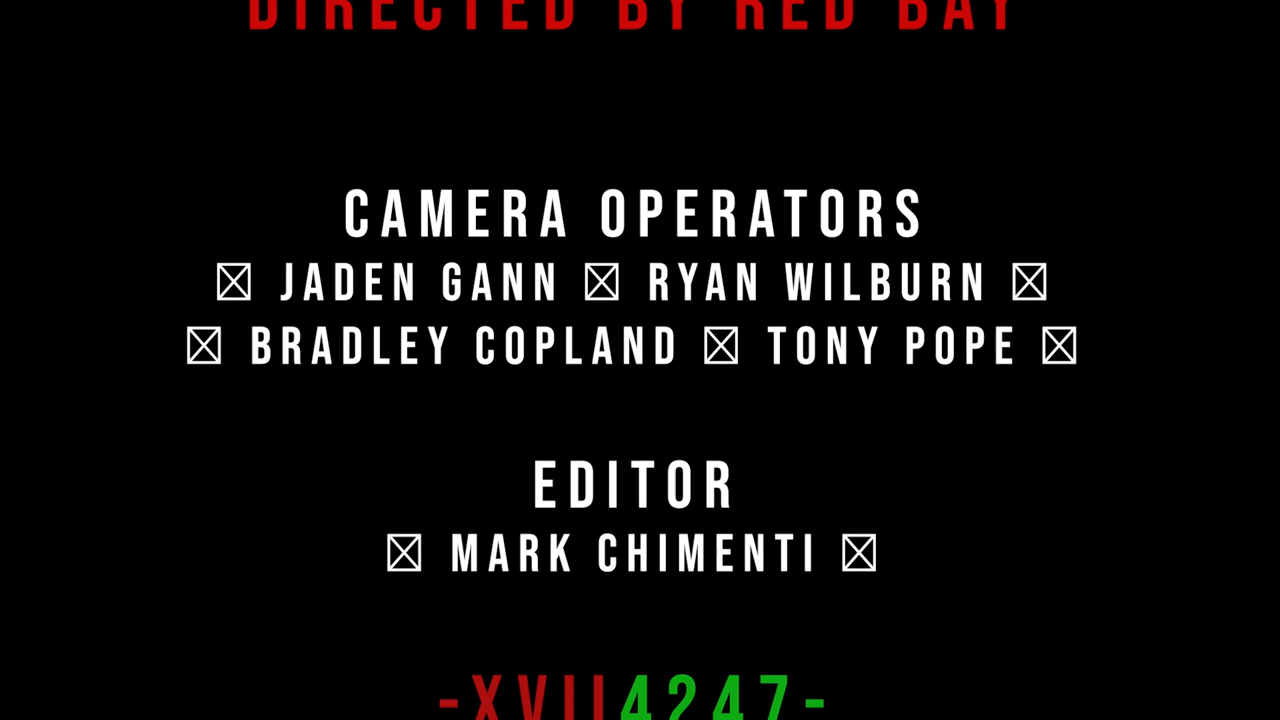 DIRECTED BY RED BAY
CAMERA OPERATORS
☒ JADEN GANN ☒ RYAN WILBURN ☒
☒ BRADLEY COPLAND ☒ TONY POPE ☒
EDITOR
☒ MARK CHIMENTI ☒
-XVII4247-